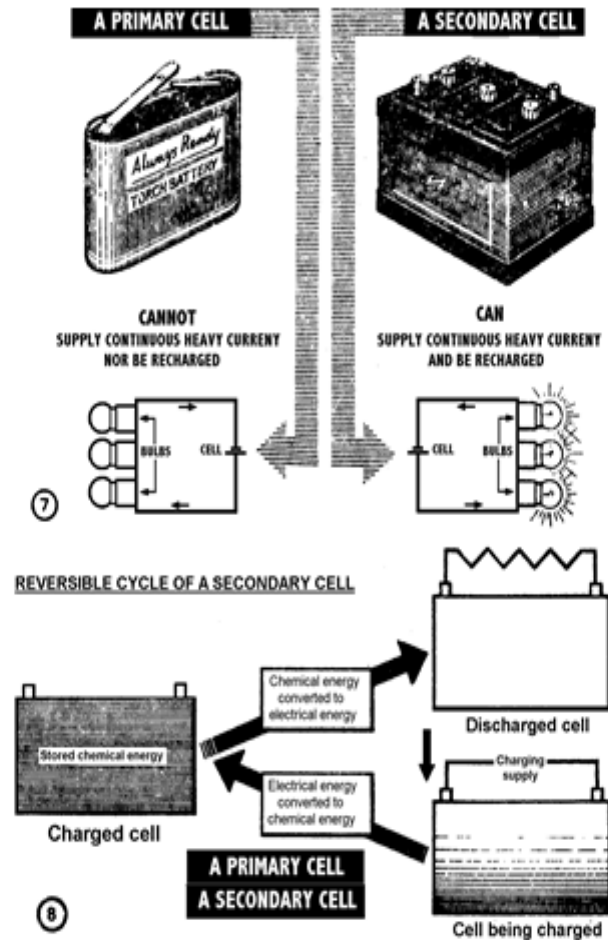 A PRIMARY CELL
A SECONDARY CELL
Always Ready
TORCH BATTERY
CANNOT
SUPPLY CONTINUOUS HEAVY CURRENT
NOR BE RECHARGED
CAN
SUPPLY CONTINUOUS HEAVY CURRENT
AND BE RECHARGED
BULBS
CELL
CELL
BULBS
7
REVERSIBLE CYCLE OF A SECONDARY CELL
Chemical energy
converted to
electrical energy
Discharged cell
Stored chemical energy
Charged cell
Charging
supply
Electrical energy
converted to
chemical energy
A PRIMARY CELL
A SECONDARY CELL
8
Cell being charged